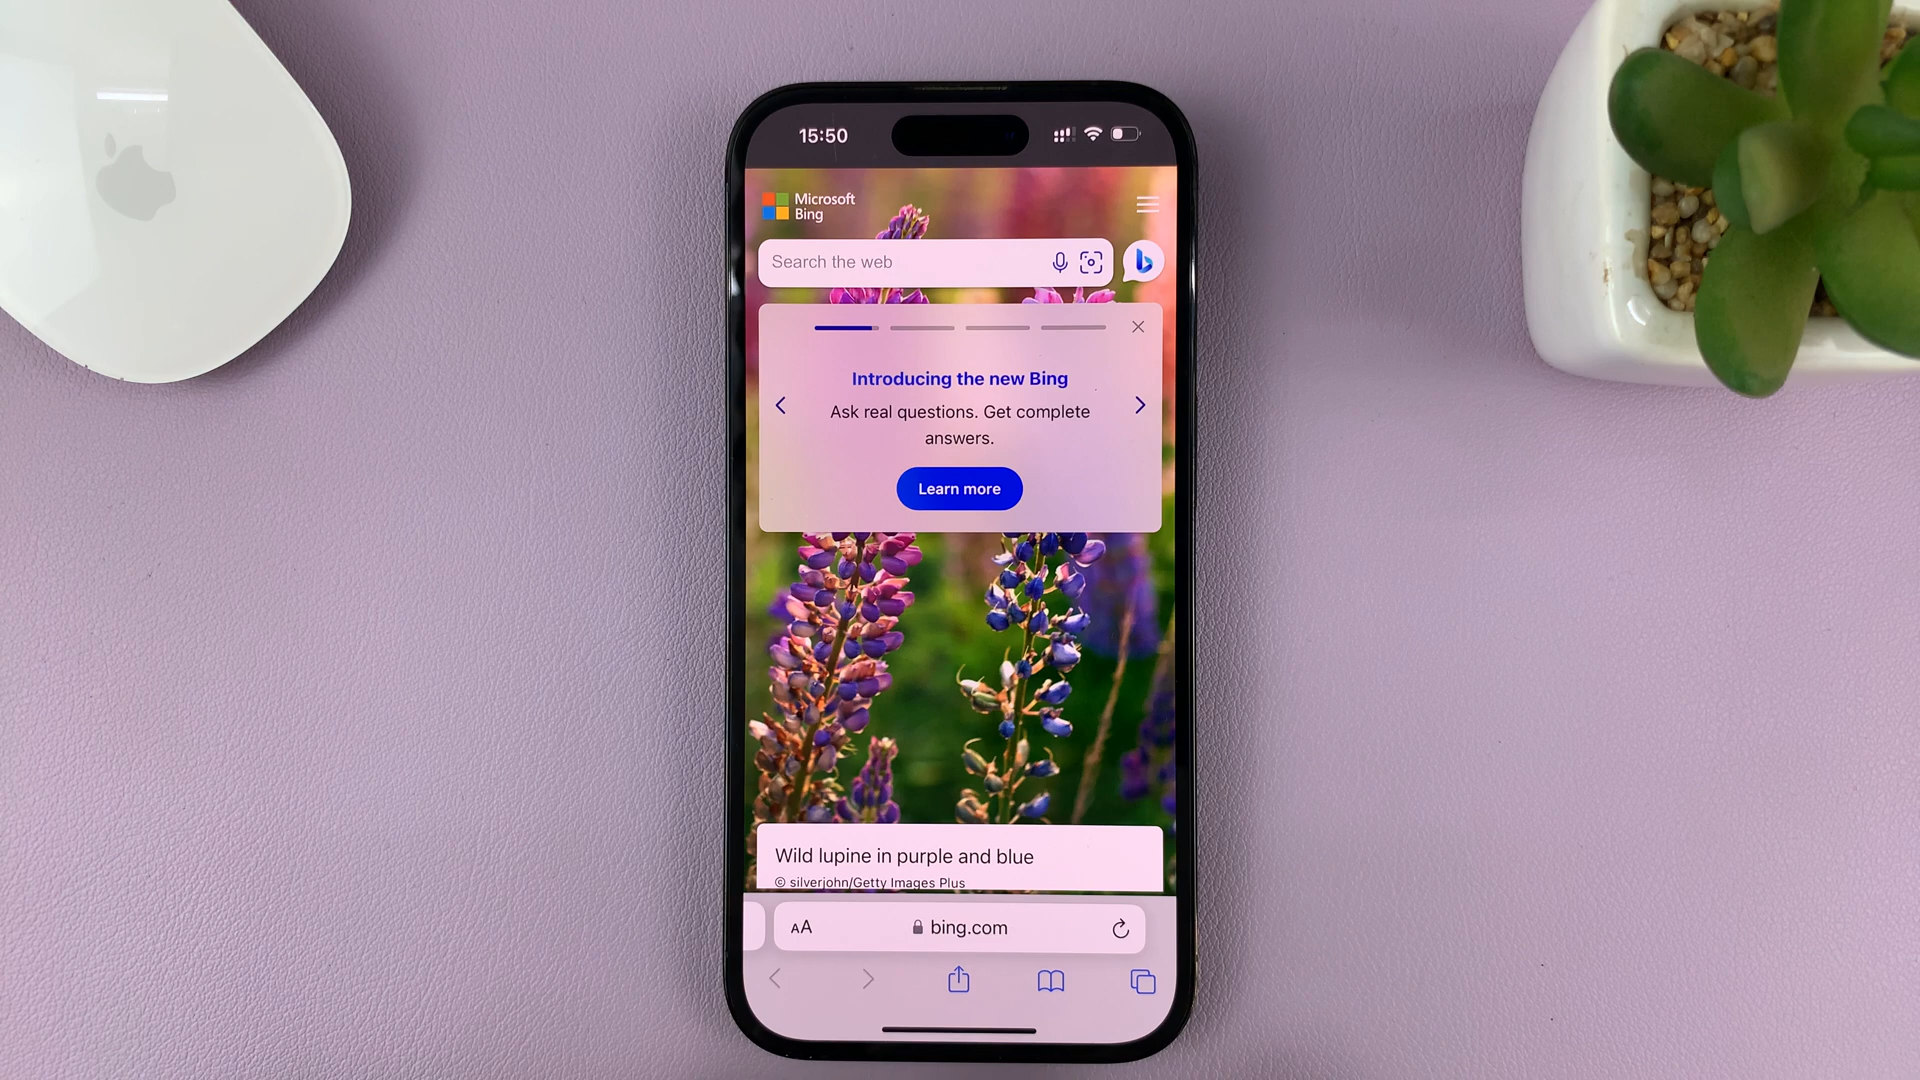 15:50
Microsoft
Bing
Search the web
Introducing the new Bing
Ask real questions. Get complete
answers.
Learn more
Wild lupine in purple and blue
© silverjohn/Getty Images Plus
AA
bing.com